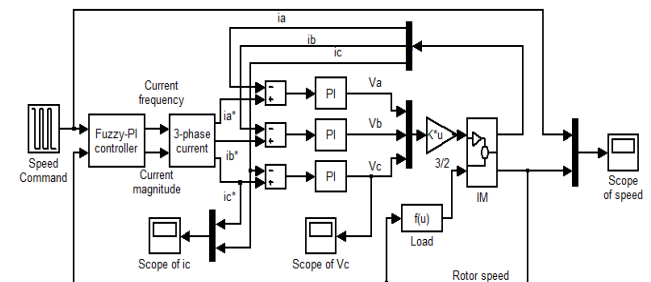 ia
ib
ic
Current
frequency
ia*
ib*
ic*
Fuzzy-PI
controller
3-phase
current
Current
magnitude
Speed
Command
-
+
-
+
-
+
PI
PI
PI
Va
Vb
Vc
K*u
3/2
IM
f(u)
Load
Scope
of speed
Scope of ic
Scope of Vc
Rotor speed